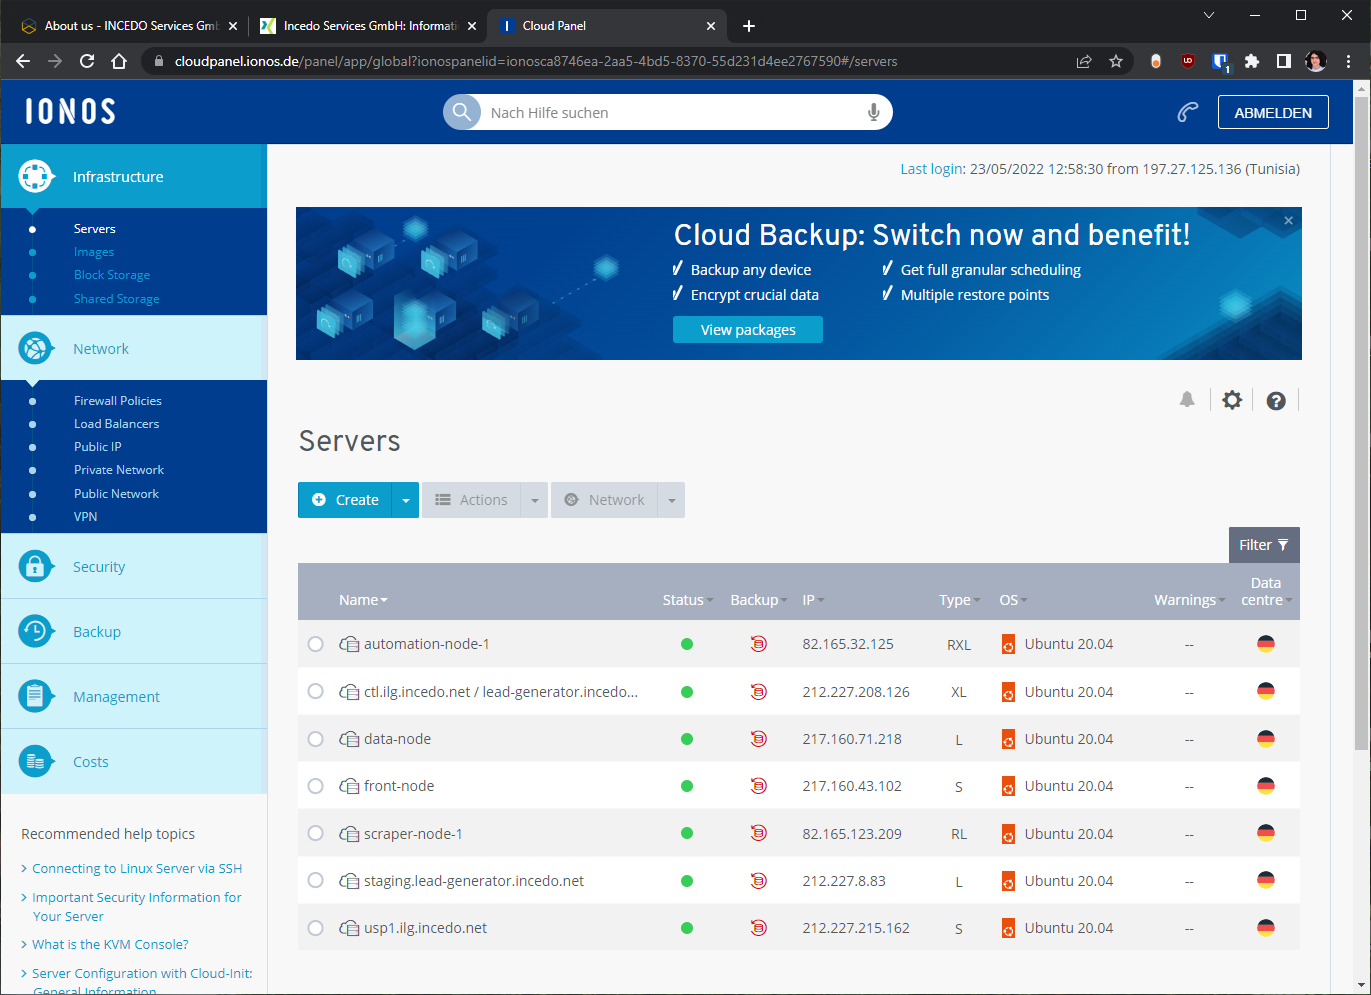 About us - INCEDO Services Gmb
Incedo Services GmbH: Informati
Cloud Panel
cloudpanel.ionos.de/panel/app/global?ionospanelid=ionosca8746ea-2aa5-4bd5-8370-55d231d4ee2767590#/servers
1
IONOS
Nach Hilfe suchen
ABMELDEN
Infrastructure
Servers
Images
Block Storage
Shared Storage
Network
Firewall Policies
Load Balancers
Public IP
Private Network
Public Network
VPN
Security
Backup
Management
Costs
Recommended help topics
Connecting to Linux Server via SSH
Important Security Information for
Your Server
What is the KVM Console?
Server Configuration with Cloud-Init:
General Information
Last login: 23/05/2022 12:58:30 from 197.27.125.136 (Tunisia)
Cloud Backup: Switch now and benefit!
Backup any device
Get full granular scheduling
Encrypt crucial data
Multiple restore points
View packages
Servers
Create
Actions
Network
Filter
Name Status Backup IP Type OS Warnings Data centre
automation-node-1 82.165.32.125 RXL Ubuntu 20.04 --
ctl.ilg.incedo.net / lead-generator.incedo... 212.227.208.126 XL Ubuntu 20.04 --
data-node 217.160.71.218 L Ubuntu 20.04 --
front-node 217.160.43.102 S Ubuntu 20.04 --
scraper-node-1 82.165.123.209 RL Ubuntu 20.04 --
staging.lead-generator.incedo.net 212.227.8.83 L Ubuntu 20.04 --
usp1.ilg.incedo.net 212.227.215.162 S Ubuntu 20.04 --